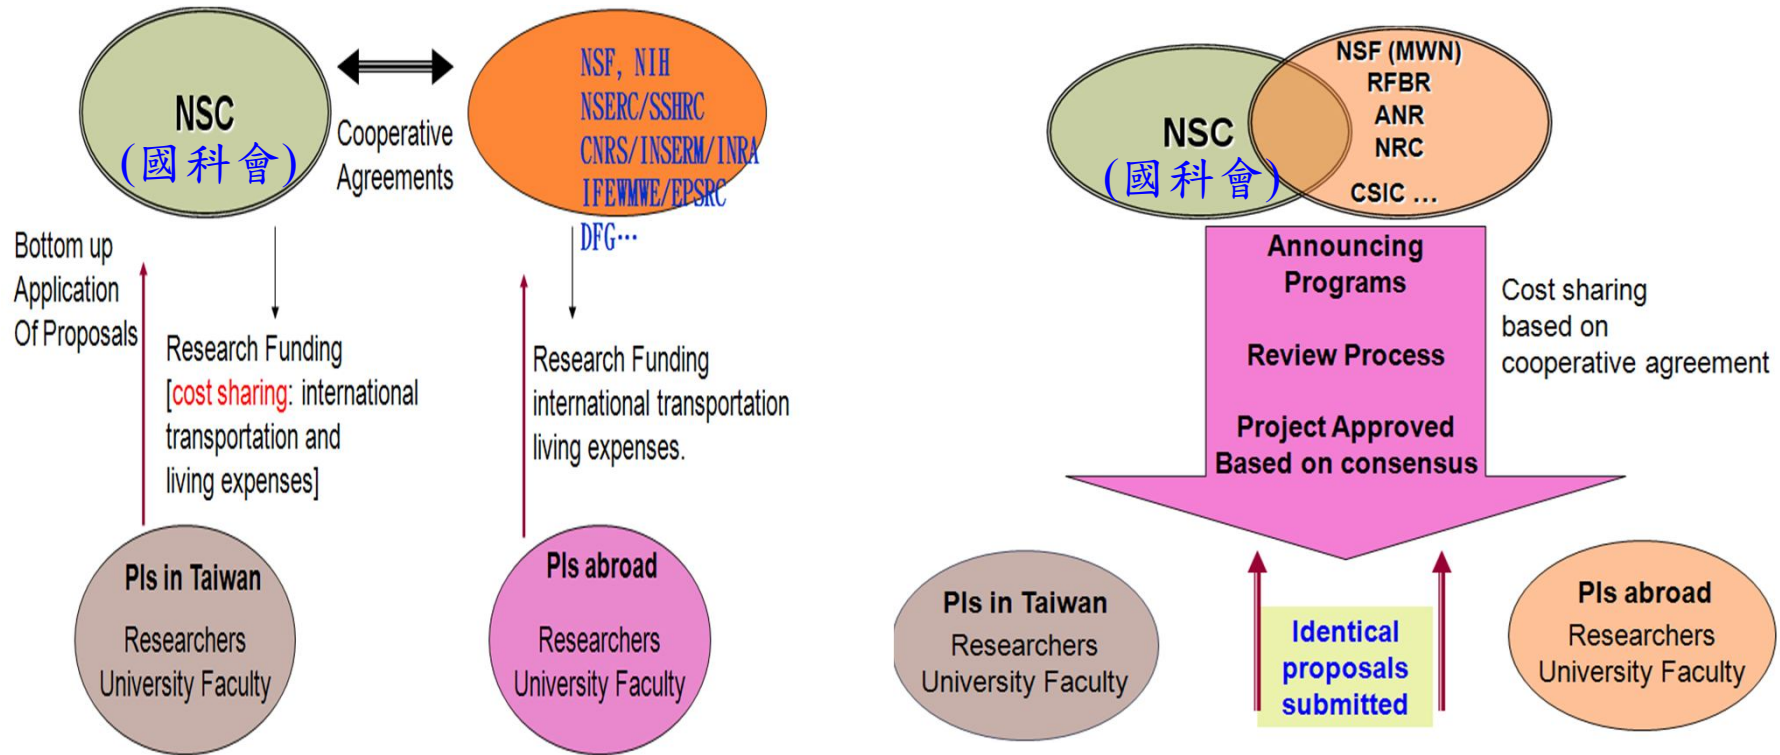 NSC
(國科會)
Cooperative
Agreements
NSF, NIH
NSERC/SSHRC
CNRS/INSERM/INRA
IFEWMWE/EPSRC
DFG…
Bottom up
Application
Of Proposals
Research Funding
[cost sharing: international
transportation and
living expenses]
Research Funding
international transportation
living expenses.
PIs in Taiwan
Researchers
University Faculty
PIs abroad
Researchers
University Faculty
NSC
(國科會)
NSF (MWN)
RFBR
ANR
NRC
CSIC ...
Announcing
Programs
Review Process
Project Approved
Based on consensus
Cost sharing
based on
cooperative agreement
PIs in Taiwan
Researchers
University Faculty
Identical
proposals
submitted
PIs abroad
Researchers
University Faculty